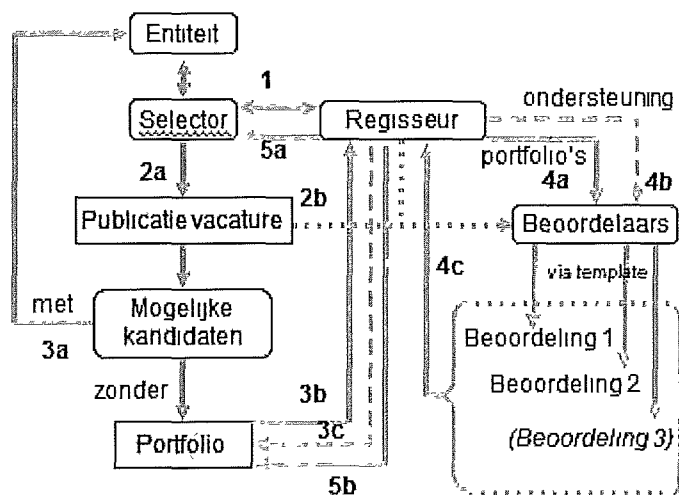 Entiteit
1
ondersteuning
Selector
Regisseur
5a
portfolio's
2a
4a
4b
2b
Publicatie vacature
Beoordelaars
4c
via template
met
Mogelijke
kandidaten
3a
Beoordeling 1
zonder
Beoordeling 2
3b
3c
Portfolio
(Beoordeling 3)
5b